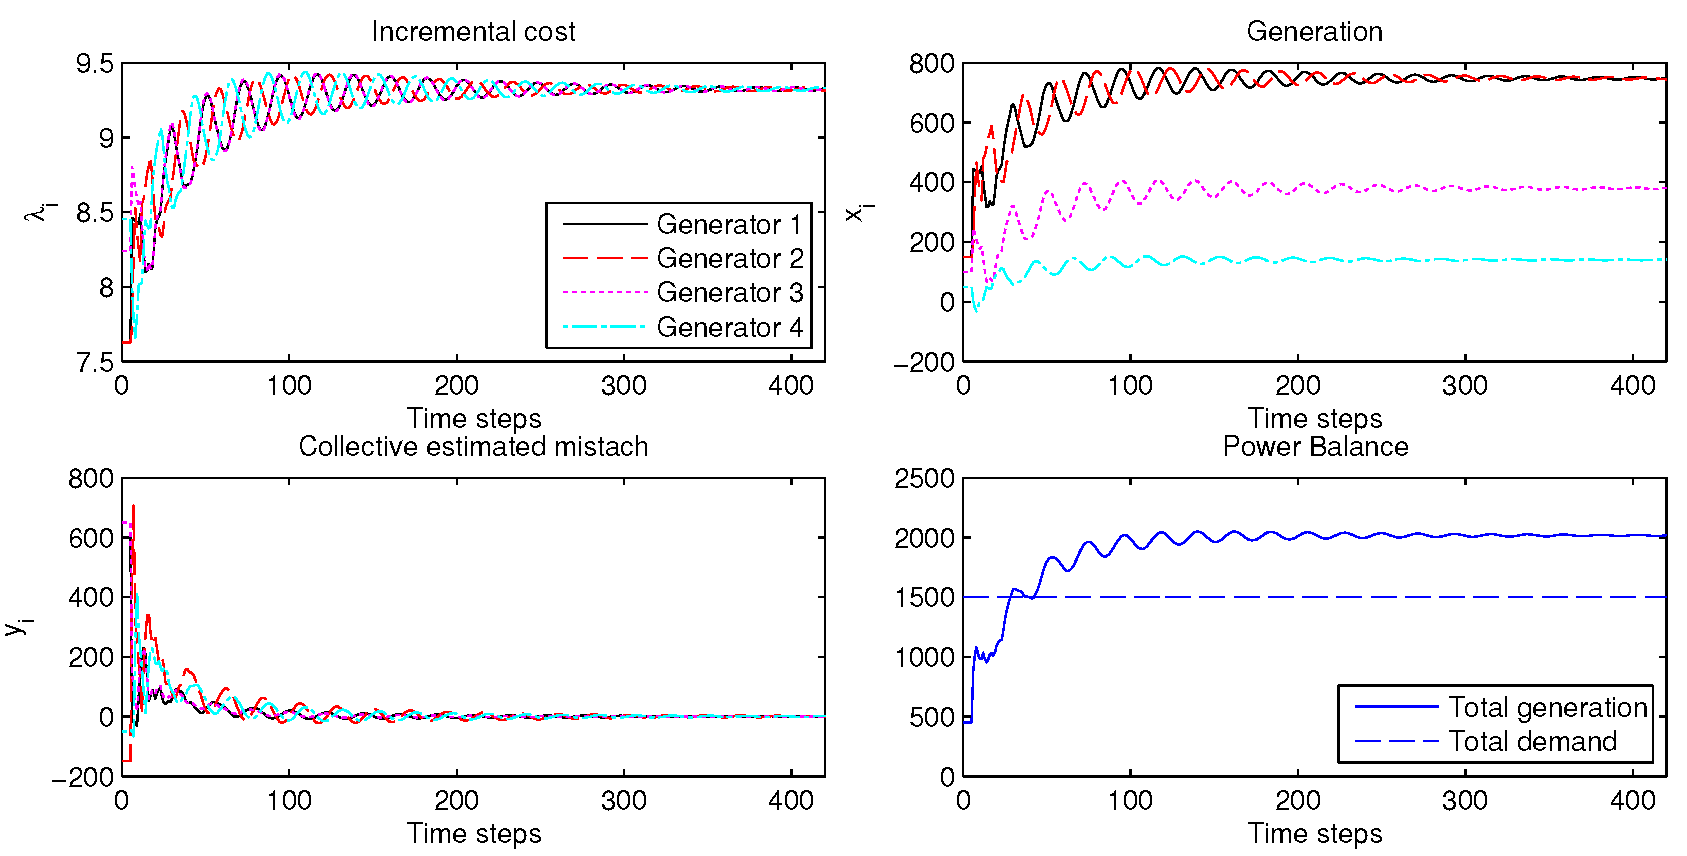 Incremental cost
9.5
9
8.5
8
7.5
λi
Generator 1
Generator 2
Generator 3
Generator 4
0 100 200 300 400
Time steps
Generation
800
600
400
200
0
−200
xi
0 100 200 300 400
Time steps
Collective estimated mistach
800
600
400
200
0
−200
yi
0 100 200 300 400
Time steps
Power Balance
2500
2000
1500
1000
500
0
Total generation
Total demand
0 100 200 300 400
Time steps